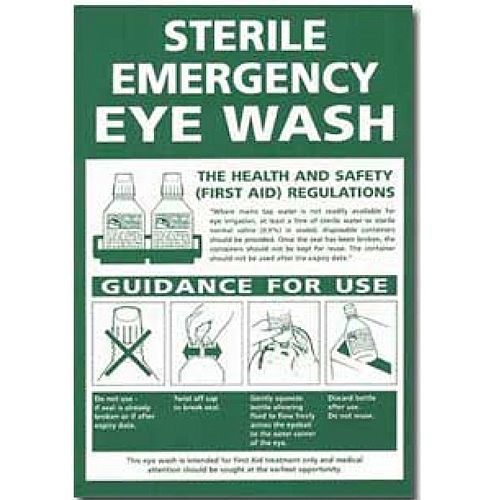 STERILE
EMERGENCY
EYE WASH
THE HEALTH AND SAFETY
(FIRST AID) REGULATIONS
"Where mains tap water is not readily available for
eye irrigation, at least a litre of sterile water or sterile
normal saline (0.9%) in sealed, disposable containers
should be provided. Once the seal has been broken, the
containers should not be kept for reuse. The container
should not be used after the expiry date."
GUIDANCE FOR USE
Do not use -
if seal is already
broken or if after
expiry date.
Twist off cap
to break seal.
Gently squeeze
bottle allowing
fluid to flow freely
across the eyeball
to the outer corner
of the eye.
Discard bottle
after use.
Do not reuse.
This eye wash is intended for First Aid treatment only and medical
attention should be sought at the earliest opportunity.